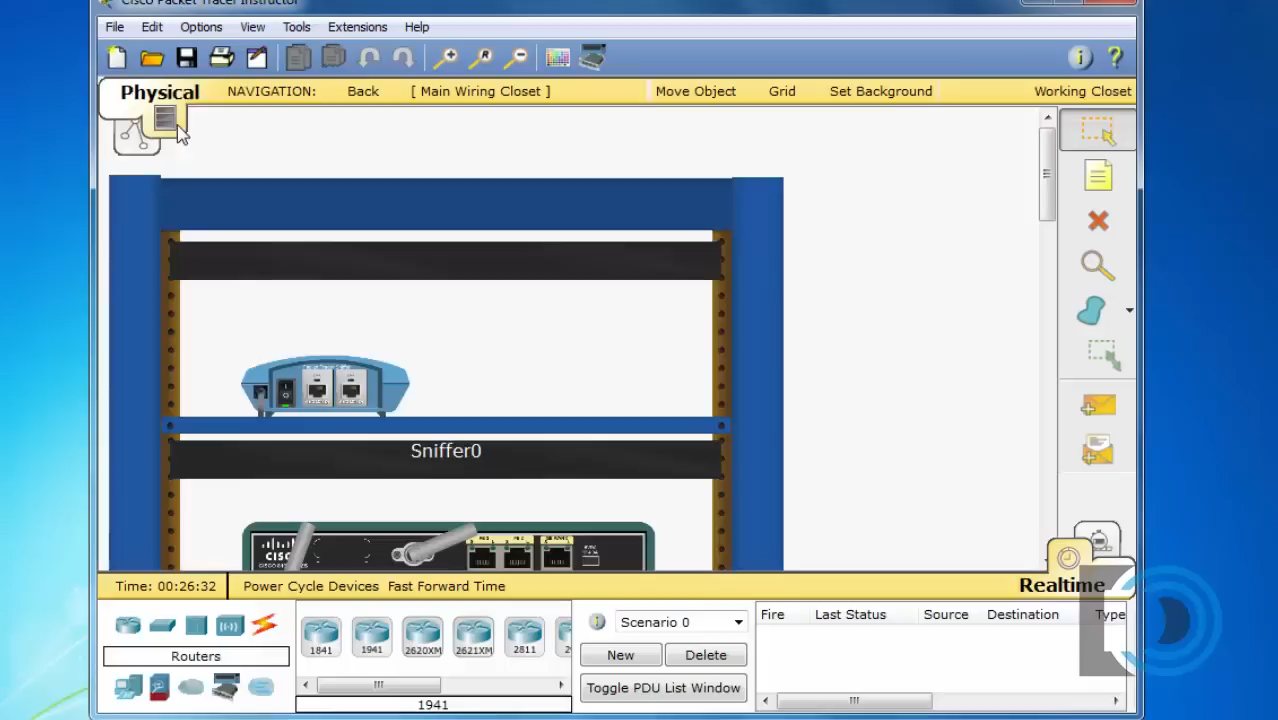 Cisco Packet Tracer Instructor
File Edit Options View Tools Extensions Help
Physical NAVIGATION: Back [ Main Wiring Closet ] Move Object Grid Set Background Working Closet
Sniffer0
CISCO
Time: 00:26:32 Power Cycle Devices Fast Forward Time Realtime
Routers
1841 1941 2620XM 2621XM 2811
1941
Scenario 0
New Delete
Toggle PDU List Window
Fire Last Status Source Destination Type